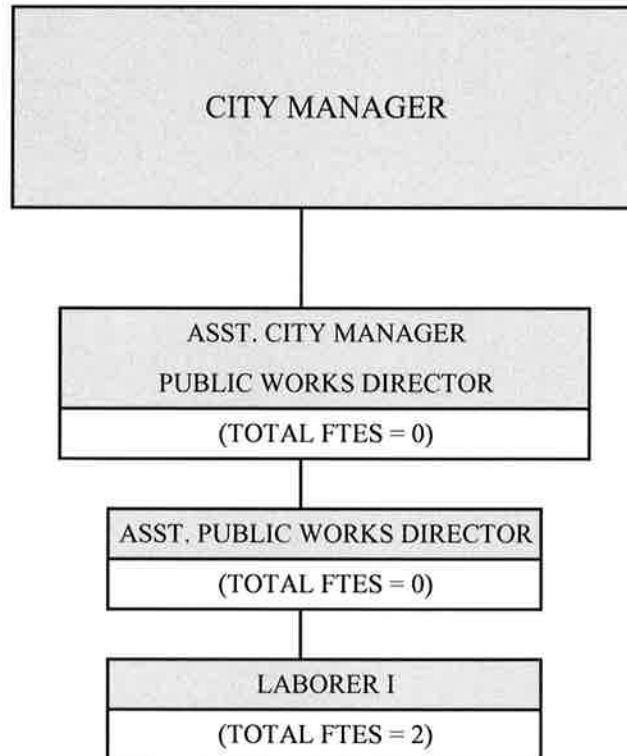 CITY MANAGER
ASST. CITY MANAGER
PUBLIC WORKS DIRECTOR
(TOTAL FTES = 0)
ASST. PUBLIC WORKS DIRECTOR
(TOTAL FTES = 0)
LABORER I
(TOTAL FTES = 2)